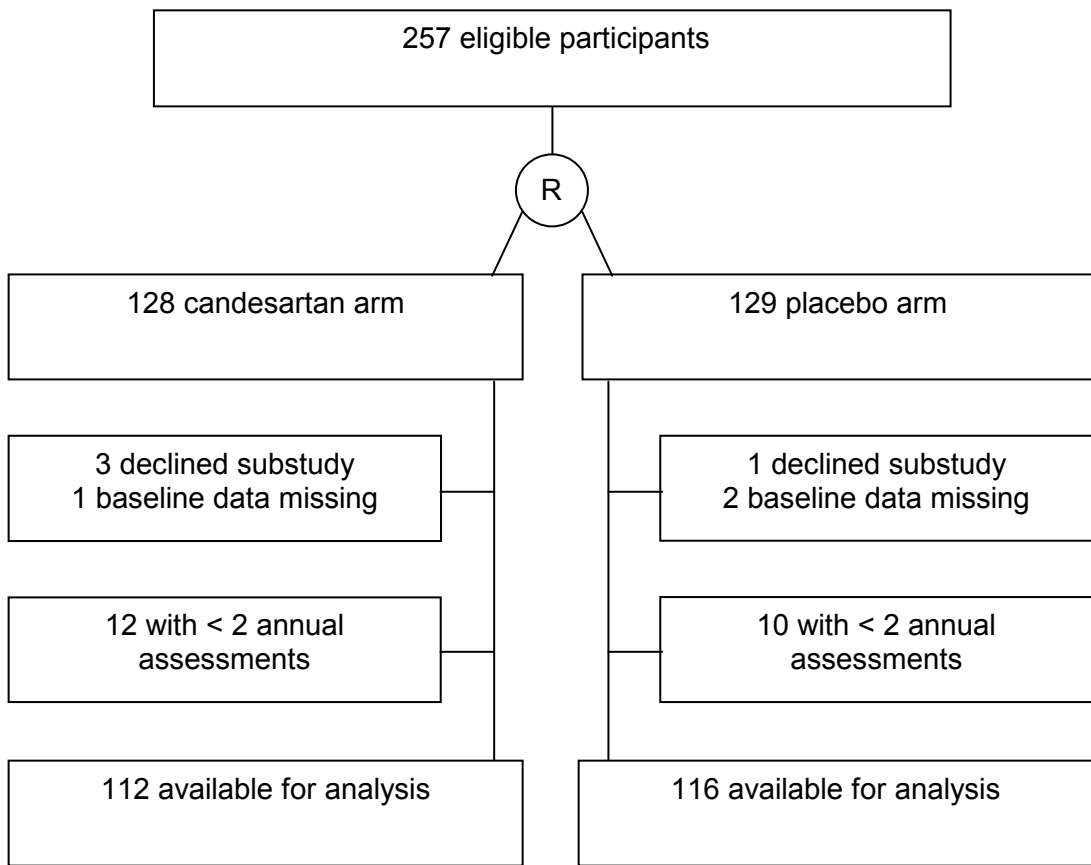 257 eligible participants
R
128 candesartan arm
129 placebo arm
3 declined substudy
1 baseline data missing
1 declined substudy
2 baseline data missing
12 with < 2 annual
assessments
10 with < 2 annual
assessments
112 available for analysis
116 available for analysis